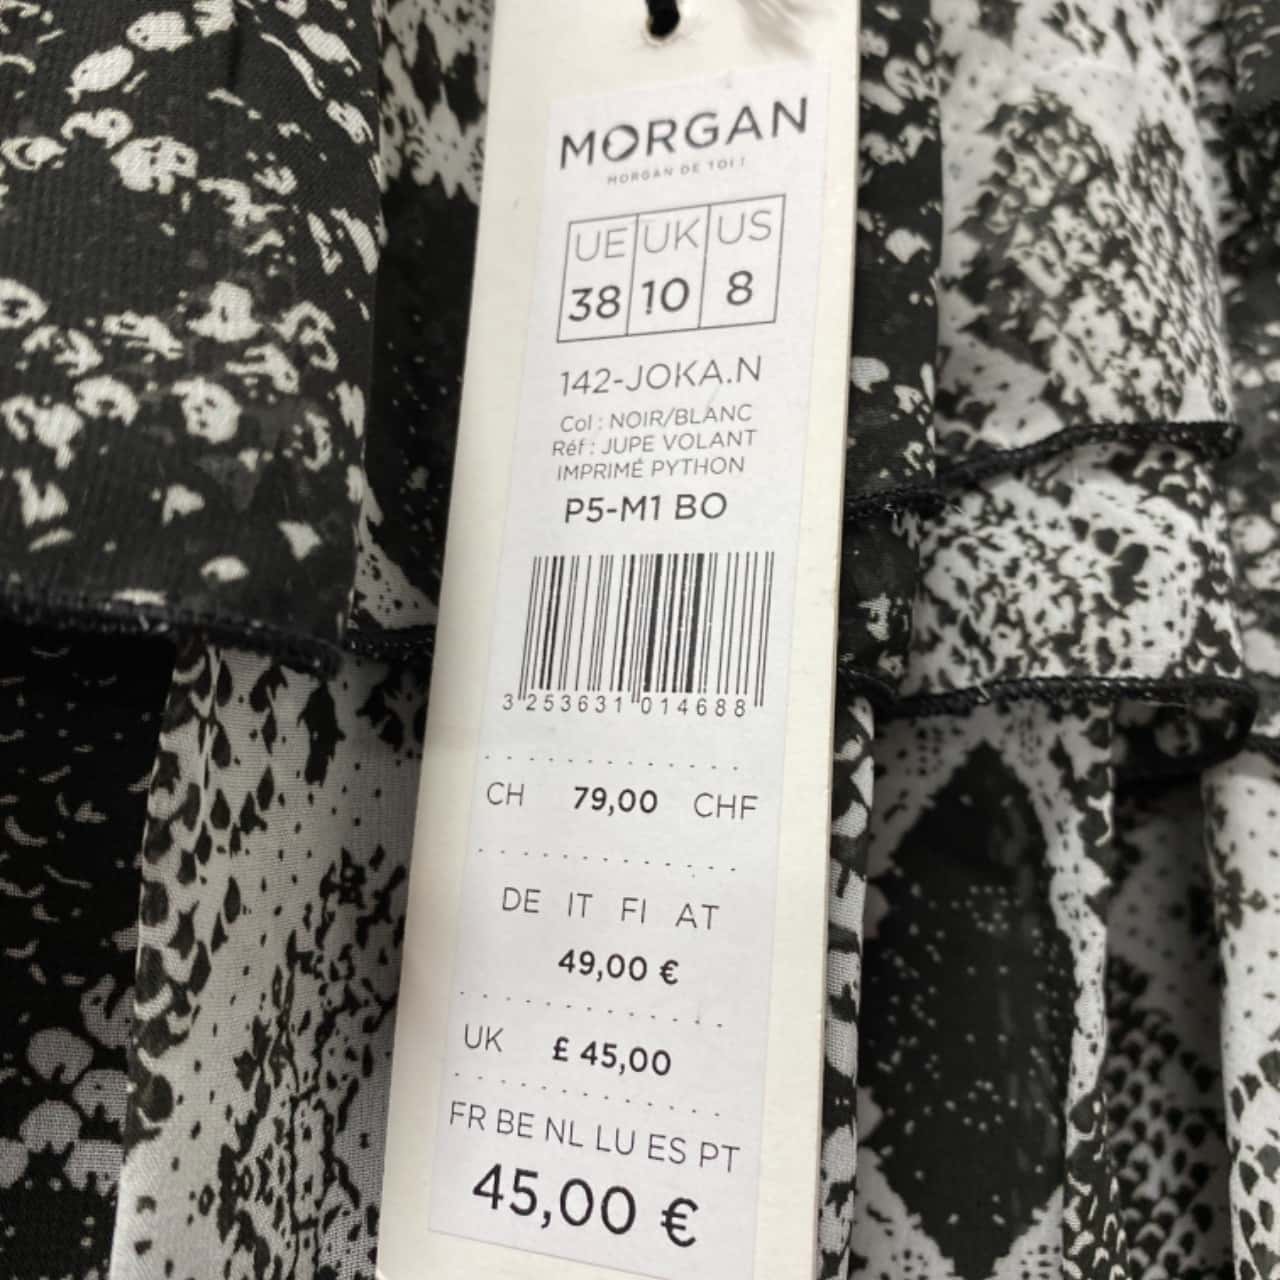 MORGAN
MORGAN DE TOI !
UE UK US
38 10 8
142-JOKA.N
Col : NOIR/BLANC
Réf : JUPE VOLANT
IMPRIMÉ PYTHON
P5-M1 BO
3 253631 014688
CH 79,00 CHF
DE IT FI AT
49,00 €
UK £ 45,00
FR BE NL LU ES PT
45,00 €